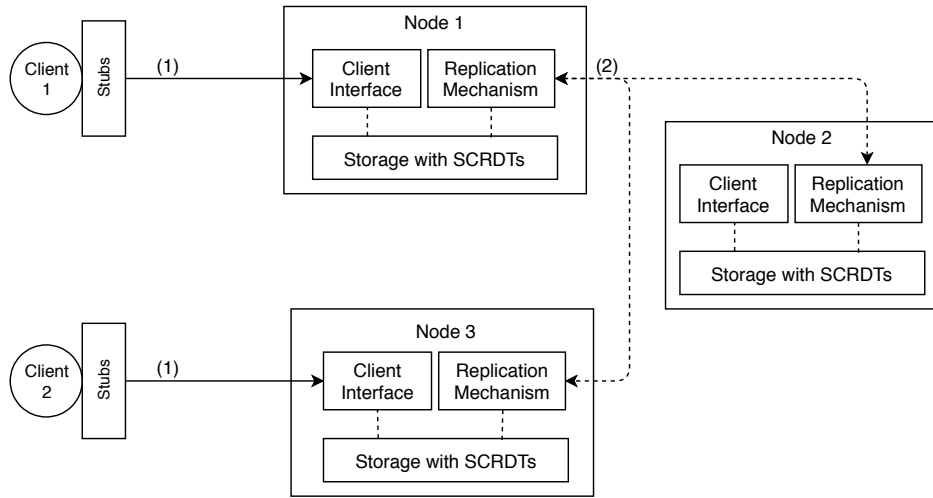 Node 1
Client
1
Stubs
(1)
Client
Interface
Replication
Mechanism
(2)
Storage with SCRDTs
Node 2
Client
Interface
Replication
Mechanism
Storage with SCRDTs
Client
2
Stubs
(1)
Node 3
Client
Interface
Replication
Mechanism
Storage with SCRDTs